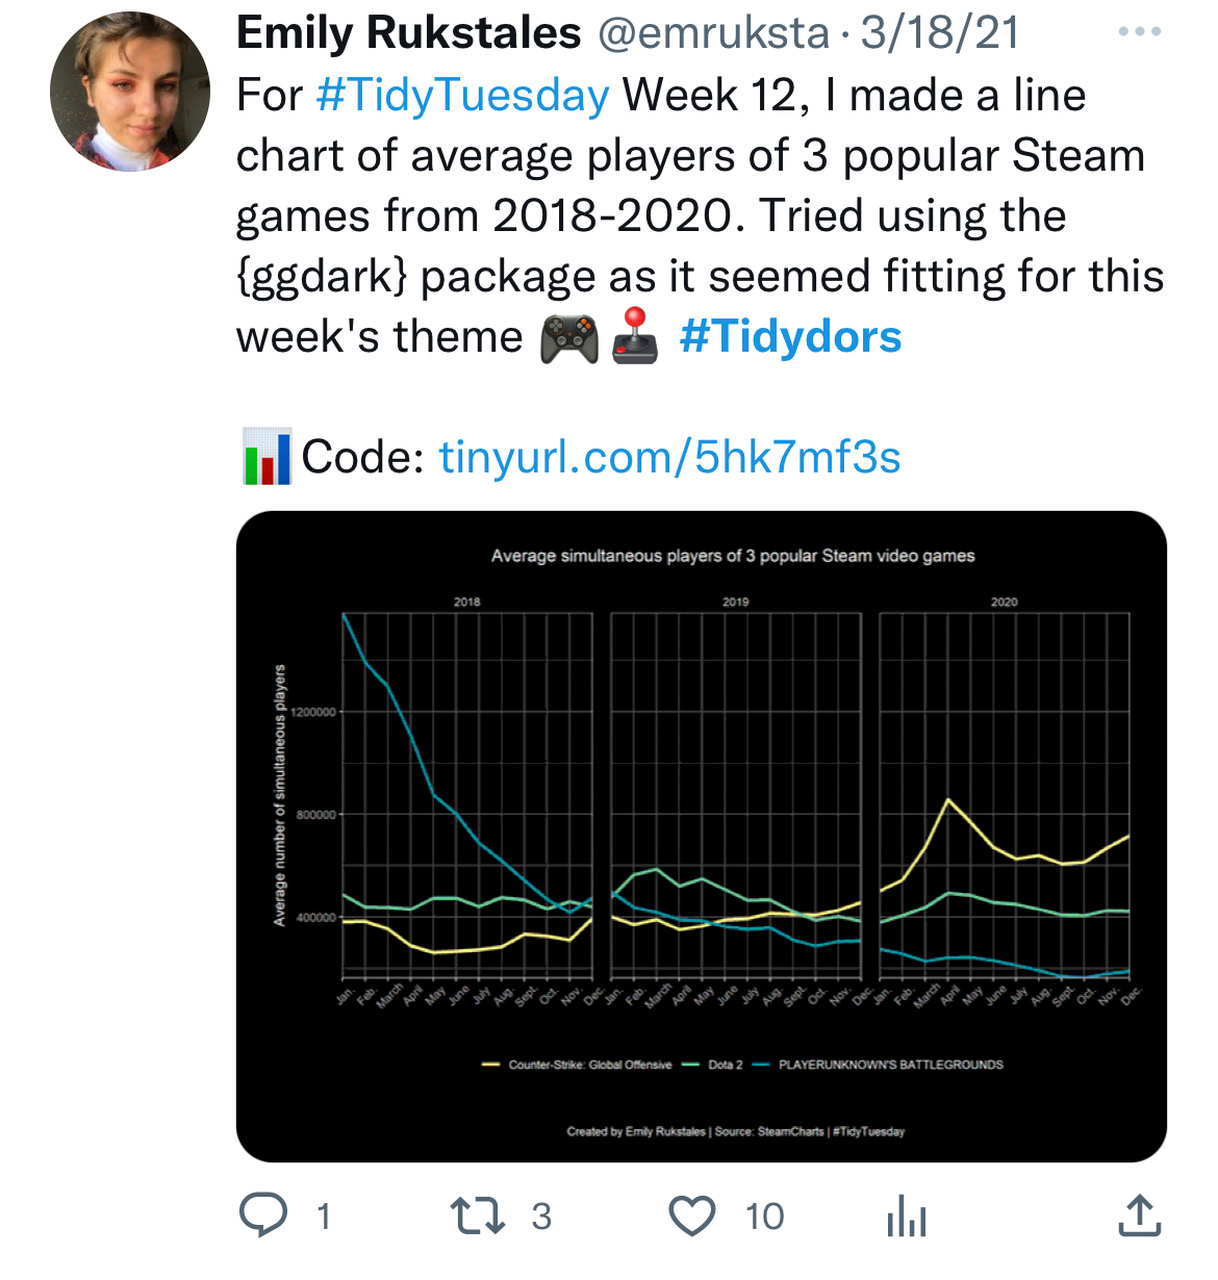 Emily Rukstales @emruksta · 3/18/21
For #TidyTuesday Week 12, I made a line
chart of average players of 3 popular Steam
games from 2018-2020. Tried using the
{ggdark} package as it seemed fitting for this
week's theme 🎮🕹️ #Tidydors
📊 Code: tinyurl.com/5hk7mf3s
Average simultaneous players of 3 popular Steam video games
2018 2019 2020
Average number of simultaneous players
1200000
800000
400000
Jan. Feb. March April May June July Aug. Sept. Oct. Nov. Dec. Jan. Feb. March April May June July Aug. Sept. Oct. Nov. Dec. Jan. Feb. March April May June July Aug. Sept. Oct. Nov. Dec.
Counter-Strike: Global Offensive Dota 2 PLAYERUNKNOWN'S BATTLEGROUNDS
Created by Emily Rukstales | Source: SteamCharts | #TidyTuesday
1 3 10